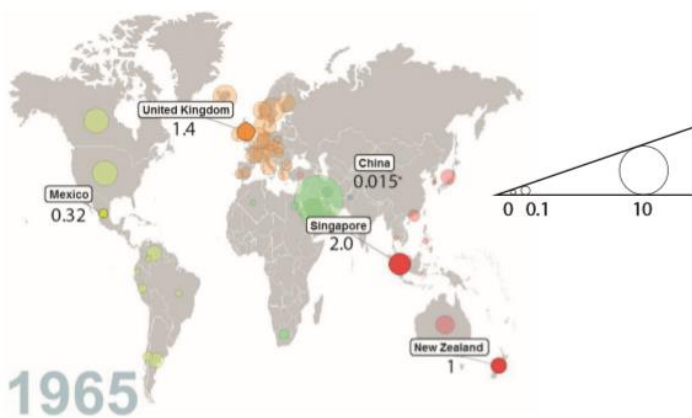 United Kingdom
1.4
China
0.015*
Mexico
0.32
Singapore
2.0
0 0.1 10
New Zealand
1
1965